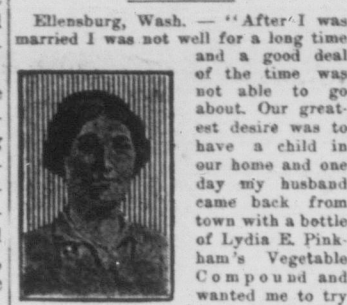 Ellensburg, Wash. — "After I was
married I was not well for a long time
and a good deal
of the time was
not able to go
about. Our great-
est desire was to
have a child in
our home and one
day my husband
came back from
town with a bottle
of Lydia E. Pink-
ham's Vegetable
Compound and
wanted me to try